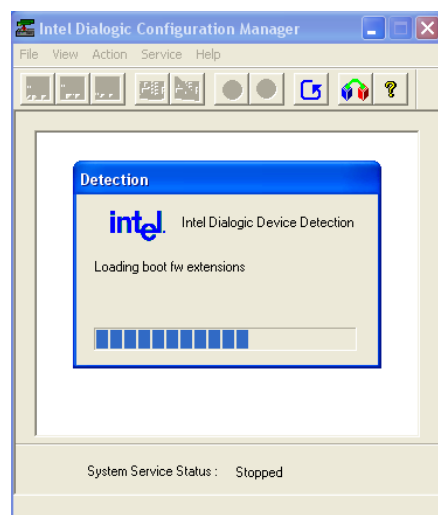 Intel Dialogic Configuration Manager
File View Action Service Help
Detection
intel. Intel Dialogic Device Detection
Loading boot fw extensions
System Service Status : Stopped